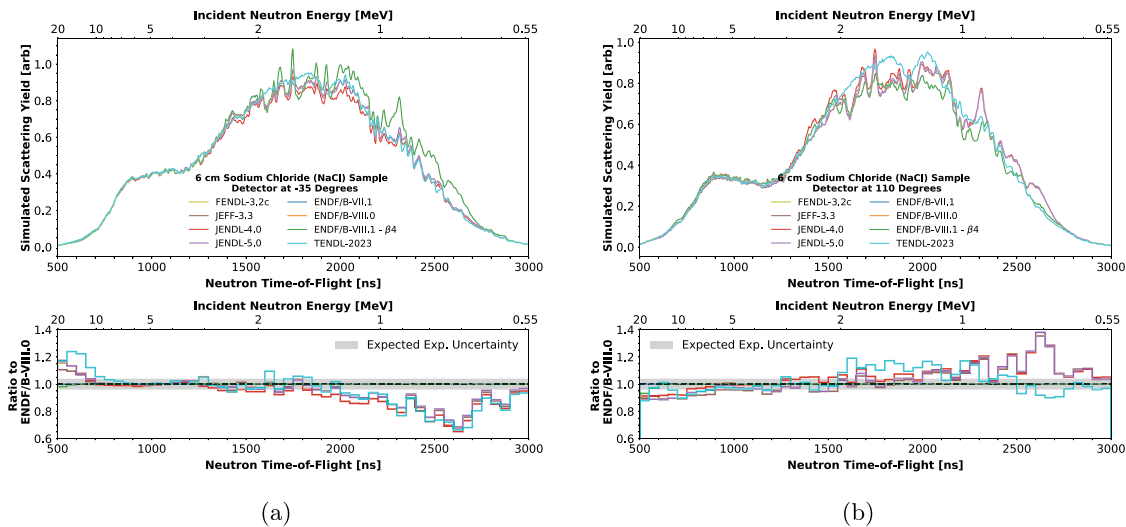 Incident Neutron Energy [MeV]
20 10 5 2 1 0.55
Simulated Scattering Yield [arb]
1.0
0.8
0.6
0.4
0.2
0.0
6 cm Sodium Chloride (NaCl) Sample
Detector at -35 Degrees
FENDL-3.2c
JEFF-3.3
JENDL-4.0
JENDL-5.0
ENDF/B-VII.1
ENDF/B-VIII.0
ENDF/B-VIII.1 - β4
TENDL-2023
500 1000 1500 2000 2500 3000
Neutron Time-of-Flight [ns]
Incident Neutron Energy [MeV]
20 10 5 2 1 0.55
Ratio to
ENDF/B-VIII.0
1.4
1.2
1.0
0.8
0.6
Expected Exp. Uncertainty
500 1000 1500 2000 2500 3000
Neutron Time-of-Flight [ns]
(a)
Incident Neutron Energy [MeV]
20 10 5 2 1 0.55
Simulated Scattering Yield [arb]
1.0
0.8
0.6
0.4
0.2
0.0
6 cm Sodium Chloride (NaCl) Sample
Detector at 110 Degrees
FENDL-3.2c
JEFF-3.3
JENDL-4.0
JENDL-5.0
ENDF/B-VII.1
ENDF/B-VIII.0
ENDF/B-VIII.1 - β4
TENDL-2023
500 1000 1500 2000 2500 3000
Neutron Time-of-Flight [ns]
Incident Neutron Energy [MeV]
20 10 5 2 1 0.55
Ratio to
ENDF/B-VIII.0
1.4
1.2
1.0
0.8
0.6
Expected Exp. Uncertainty
500 1000 1500 2000 2500 3000
Neutron Time-of-Flight [ns]
(b)